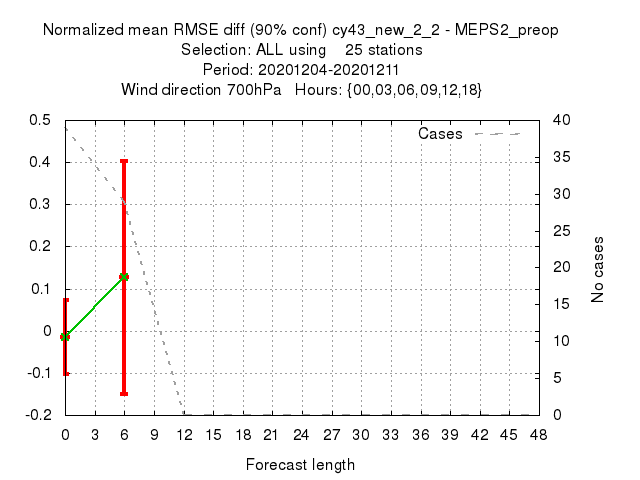 Normalized mean RMSE diff (90% conf) cy43_new_2_2 - MEPS2_preop
Selection: ALL using 25 stations
Period: 20201204-20201211
Wind direction 700hPa Hours: {00,03,06,09,12,18}
Cases
0.5
0.4
0.3
0.2
0.1
0
-0.1
-0.2
40
35
30
25
20
15
10
5
0
No cases
0 3 6 9 12 15 18 21 24 27 30 33 36 39 42 45 48
Forecast length